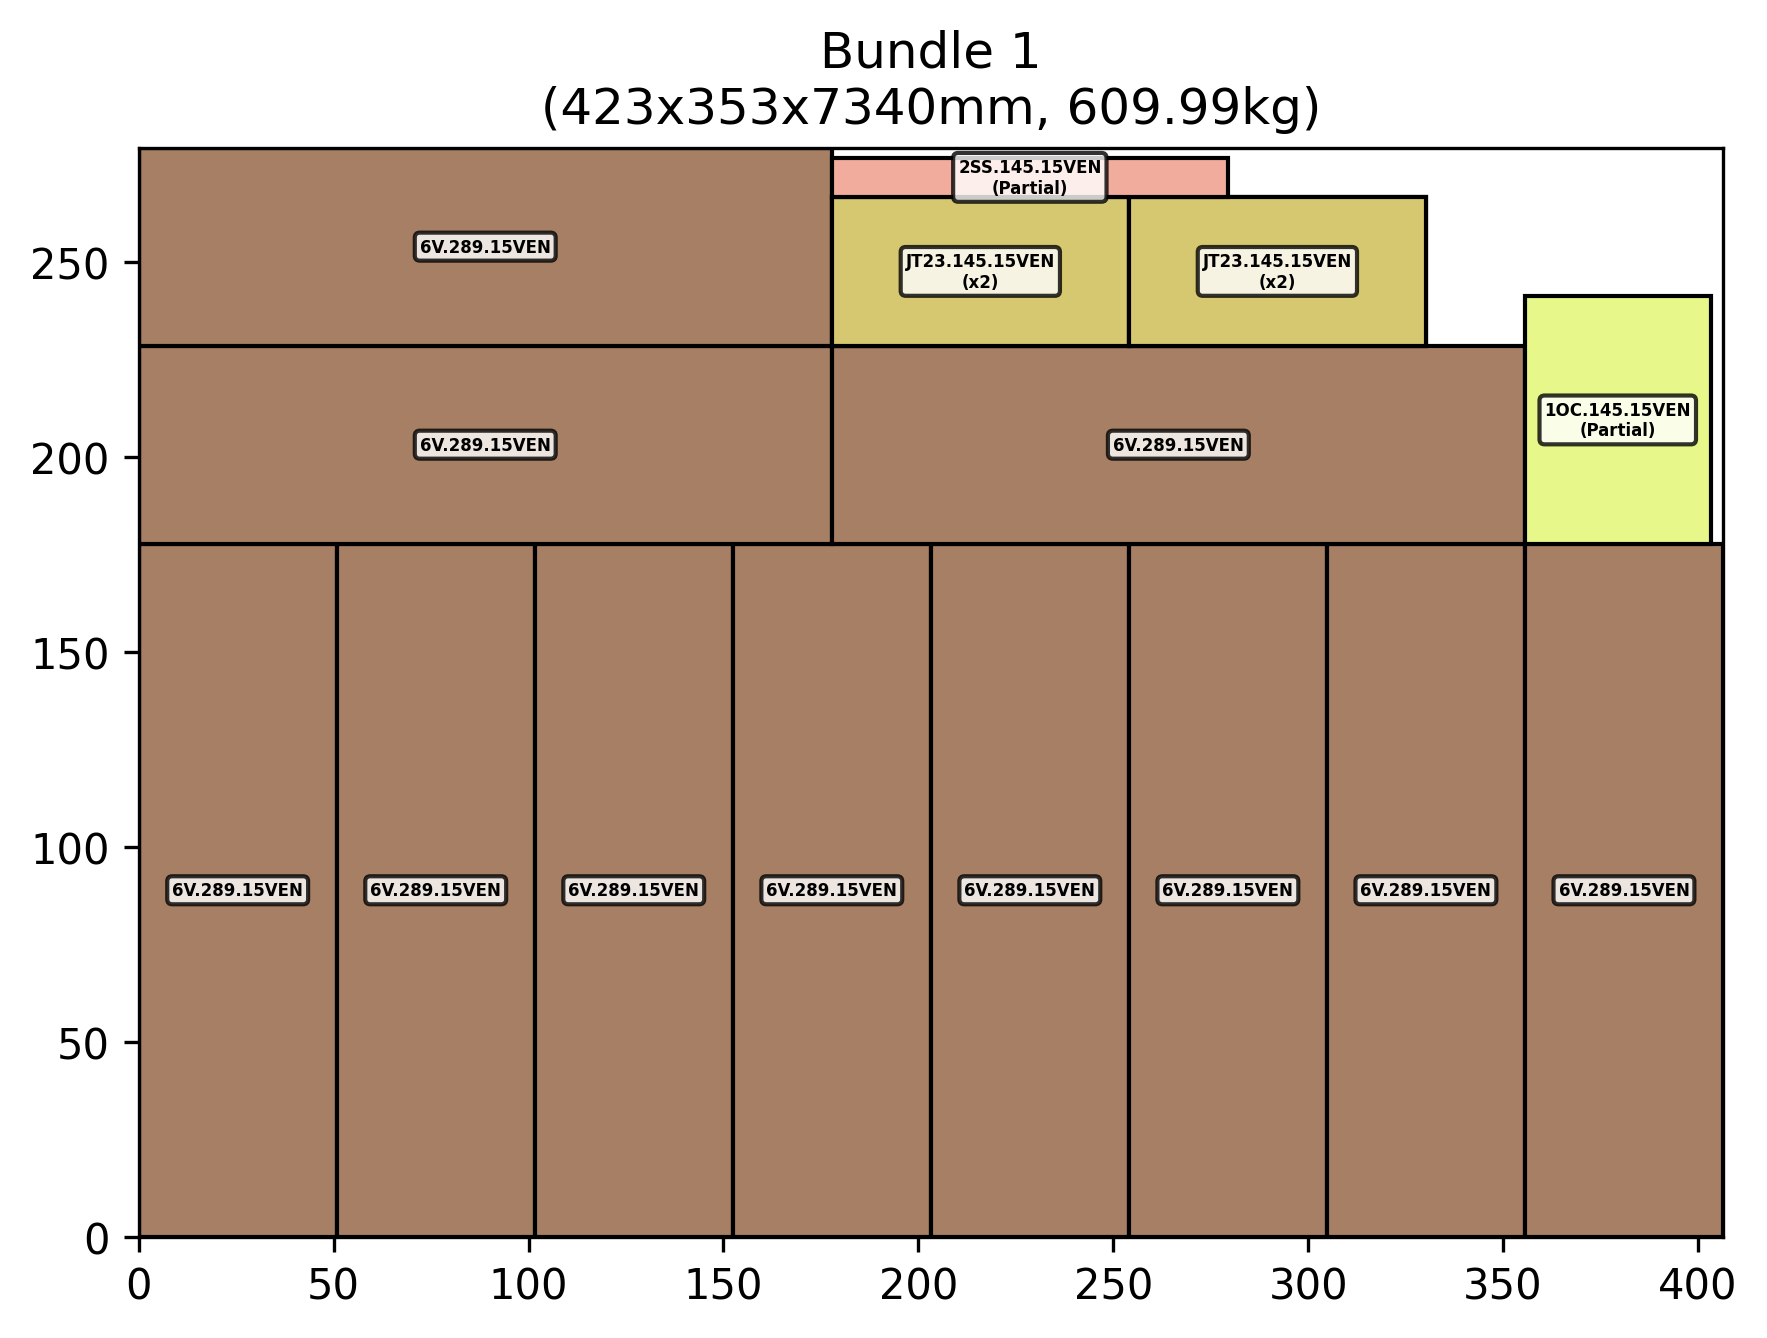 Bundle 1
(423x353x7340mm, 609.99kg)
2SS.145.15VEN
(Partial)
6V.289.15VEN
JT23.145.15VEN
(x2)
JT23.145.15VEN
(x2)
250
1OC.145.15VEN
(Partial)
6V.289.15VEN
6V.289.15VEN
200
150
100
6V.289.15VEN
6V.289.15VEN
6V.289.15VEN
6V.289.15VEN
6V.289.15VEN
6V.289.15VEN
6V.289.15VEN
6V.289.15VEN
50
0
0
50
100
150
200
250
300
350
400